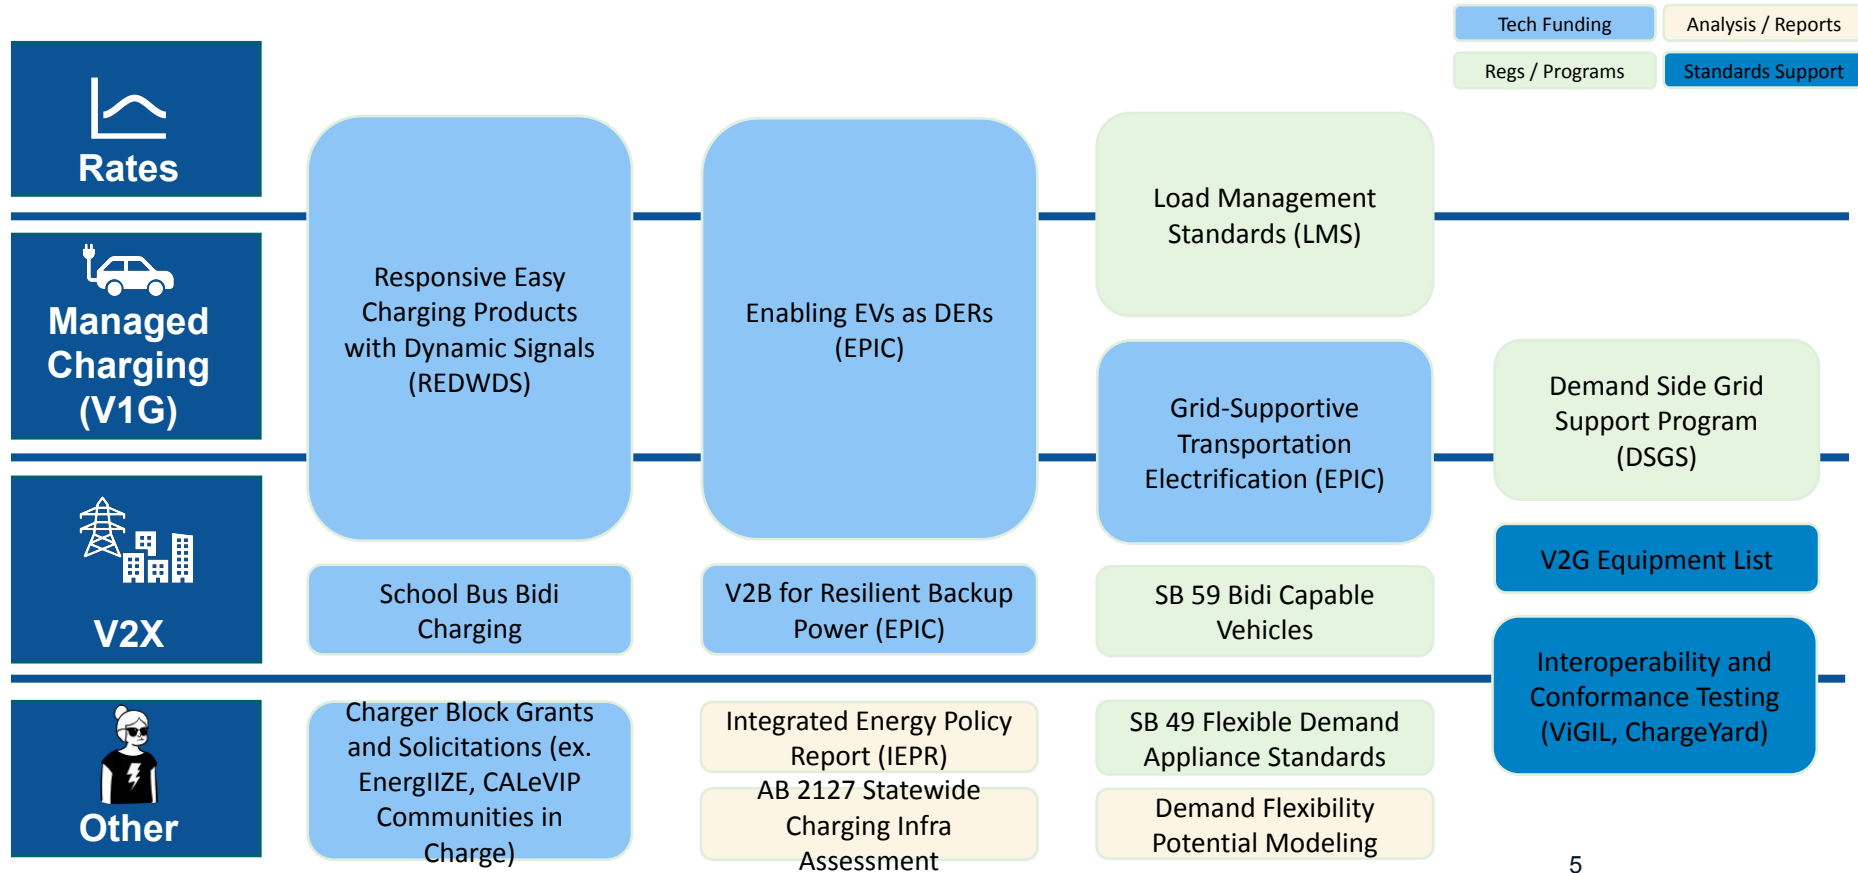 Tech Funding
Analysis / Reports
Regs / Programs
Standards Support
Rates
Managed
Charging
(V1G)
V2X
Other
Responsive Easy
Charging Products
with Dynamic Signals
(REDWDS)
School Bus Bidi
Charging
Charger Block Grants
and Solicitations (ex.
EnergIIZE, CALeVIP
Communities in
Charge)
Enabling EVs as DERs
(EPIC)
V2B for Resilient Backup
Power (EPIC)
Integrated Energy Policy
Report (IEPR)
AB 2127 Statewide
Charging Infra
Assessment
Load Management
Standards (LMS)
Grid-Supportive
Transportation
Electrification (EPIC)
SB 59 Bidi Capable
Vehicles
SB 49 Flexible Demand
Appliance Standards
Demand Flexibility
Potential Modeling
Demand Side Grid
Support Program
(DSGS)
V2G Equipment List
Interoperability and
Conformance Testing
(ViGIL, ChargeYard)
5